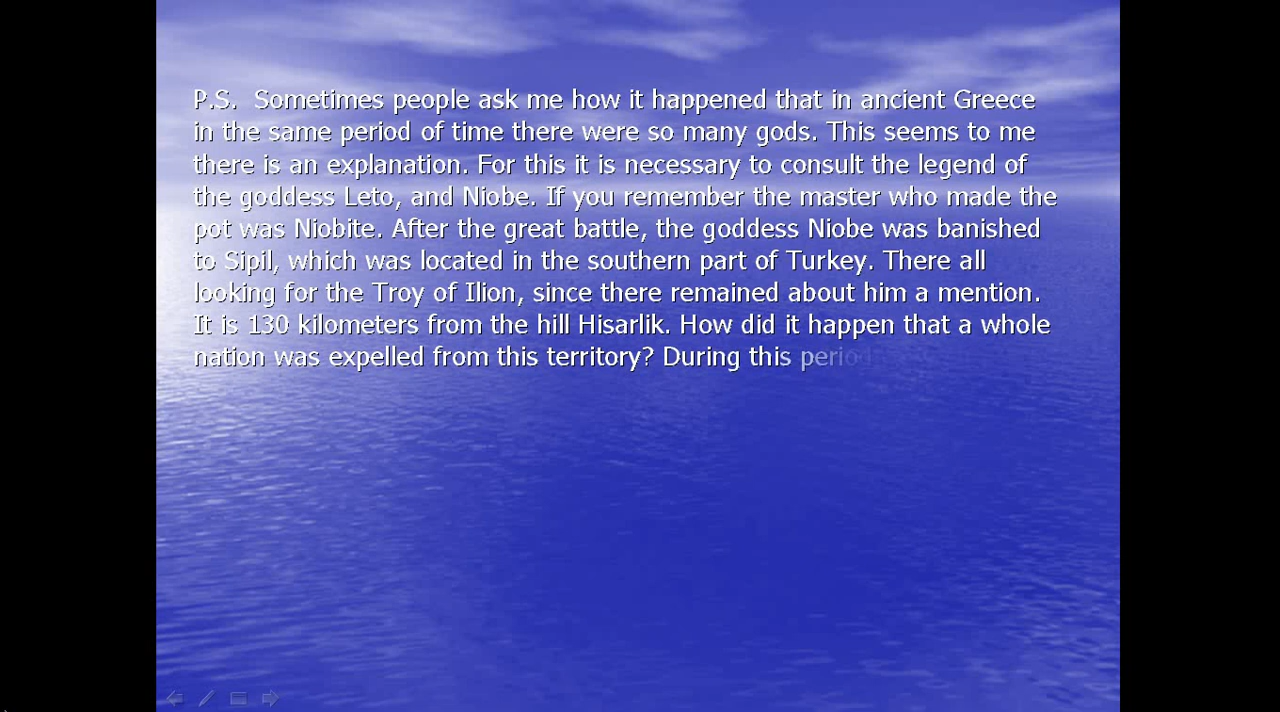 P.S.  Sometimes people ask me how it happened that in ancient Greece
in the same period of time there were so many gods. This seems to me
there is an explanation. For this it is necessary to consult the legend of
the goddess Leto, and Niobe. If you remember the master who made the
pot was Niobite. After the great battle, the goddess Niobe was banished
to Sipil, which was located in the southern part of Turkey. There all
looking for the Troy of Ilion, since there remained about him a mention.
It is 130 kilometers from the hill Hisarlik. How did it happen that a whole
nation was expelled from this territory? During this period